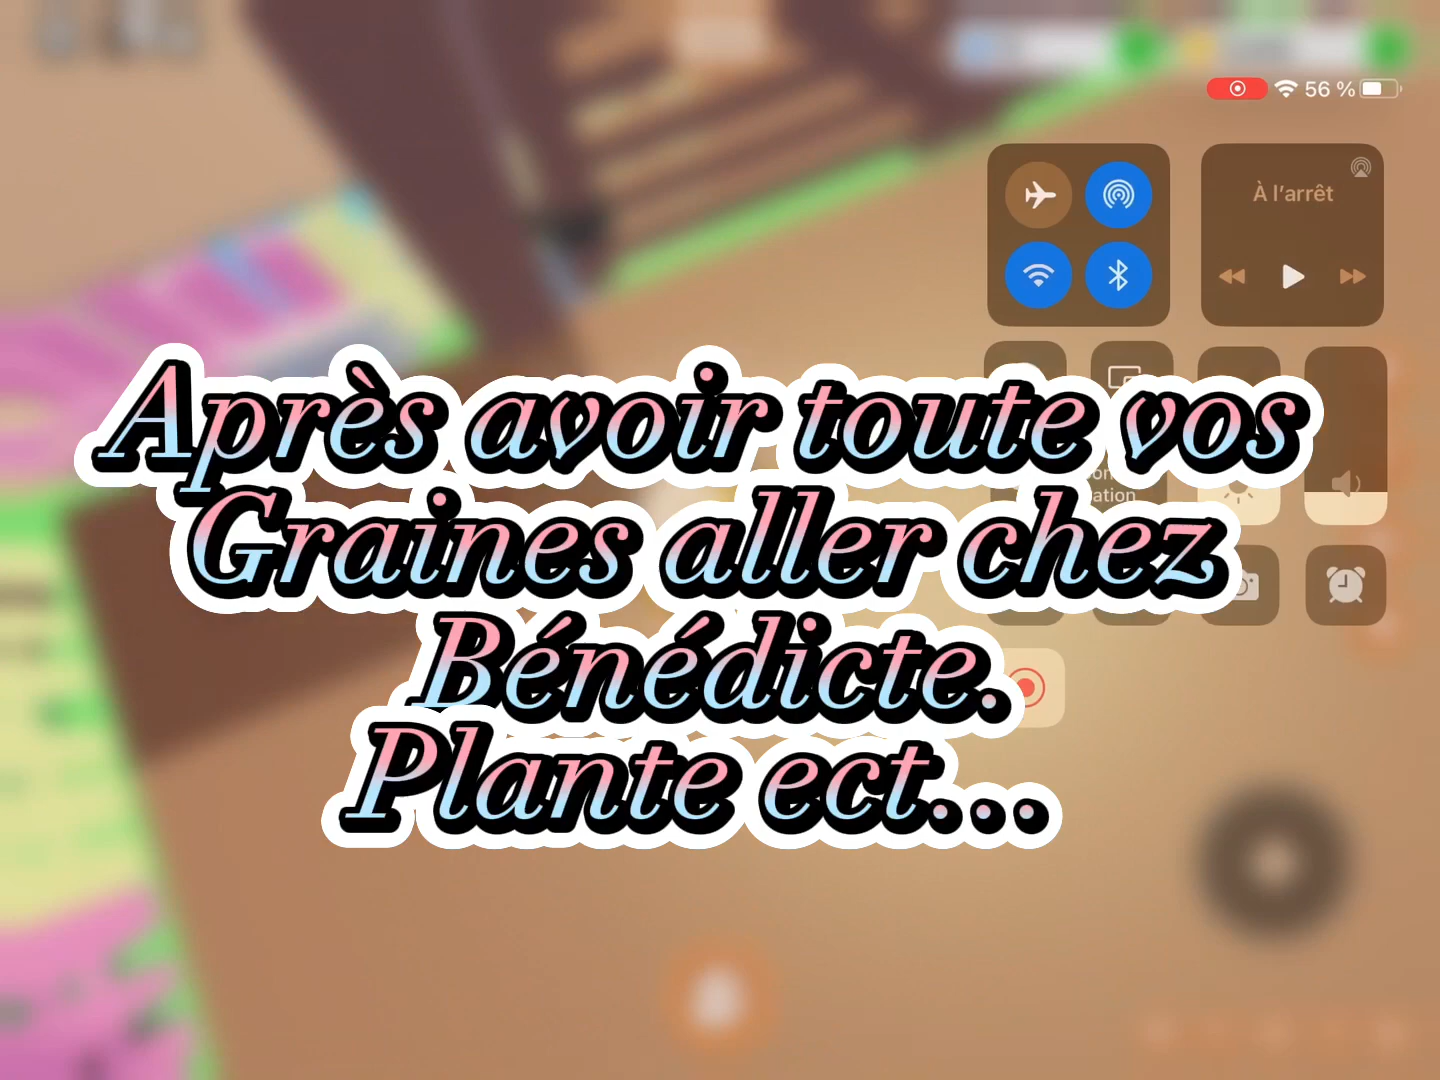 56 %
À l'arrêt
Après avoir toute vos
Graines aller chez
Bénédicte.
Plante ect...